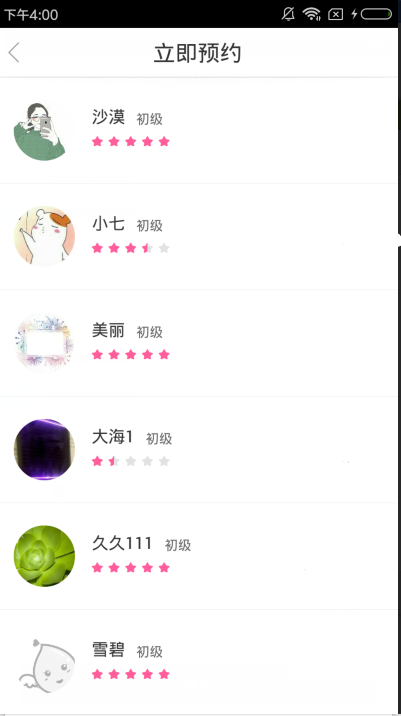 下午4:00
立即预约
沙漠 初级
小七 初级
美丽 初级
大海1 初级
久久111 初级
雪碧 初级